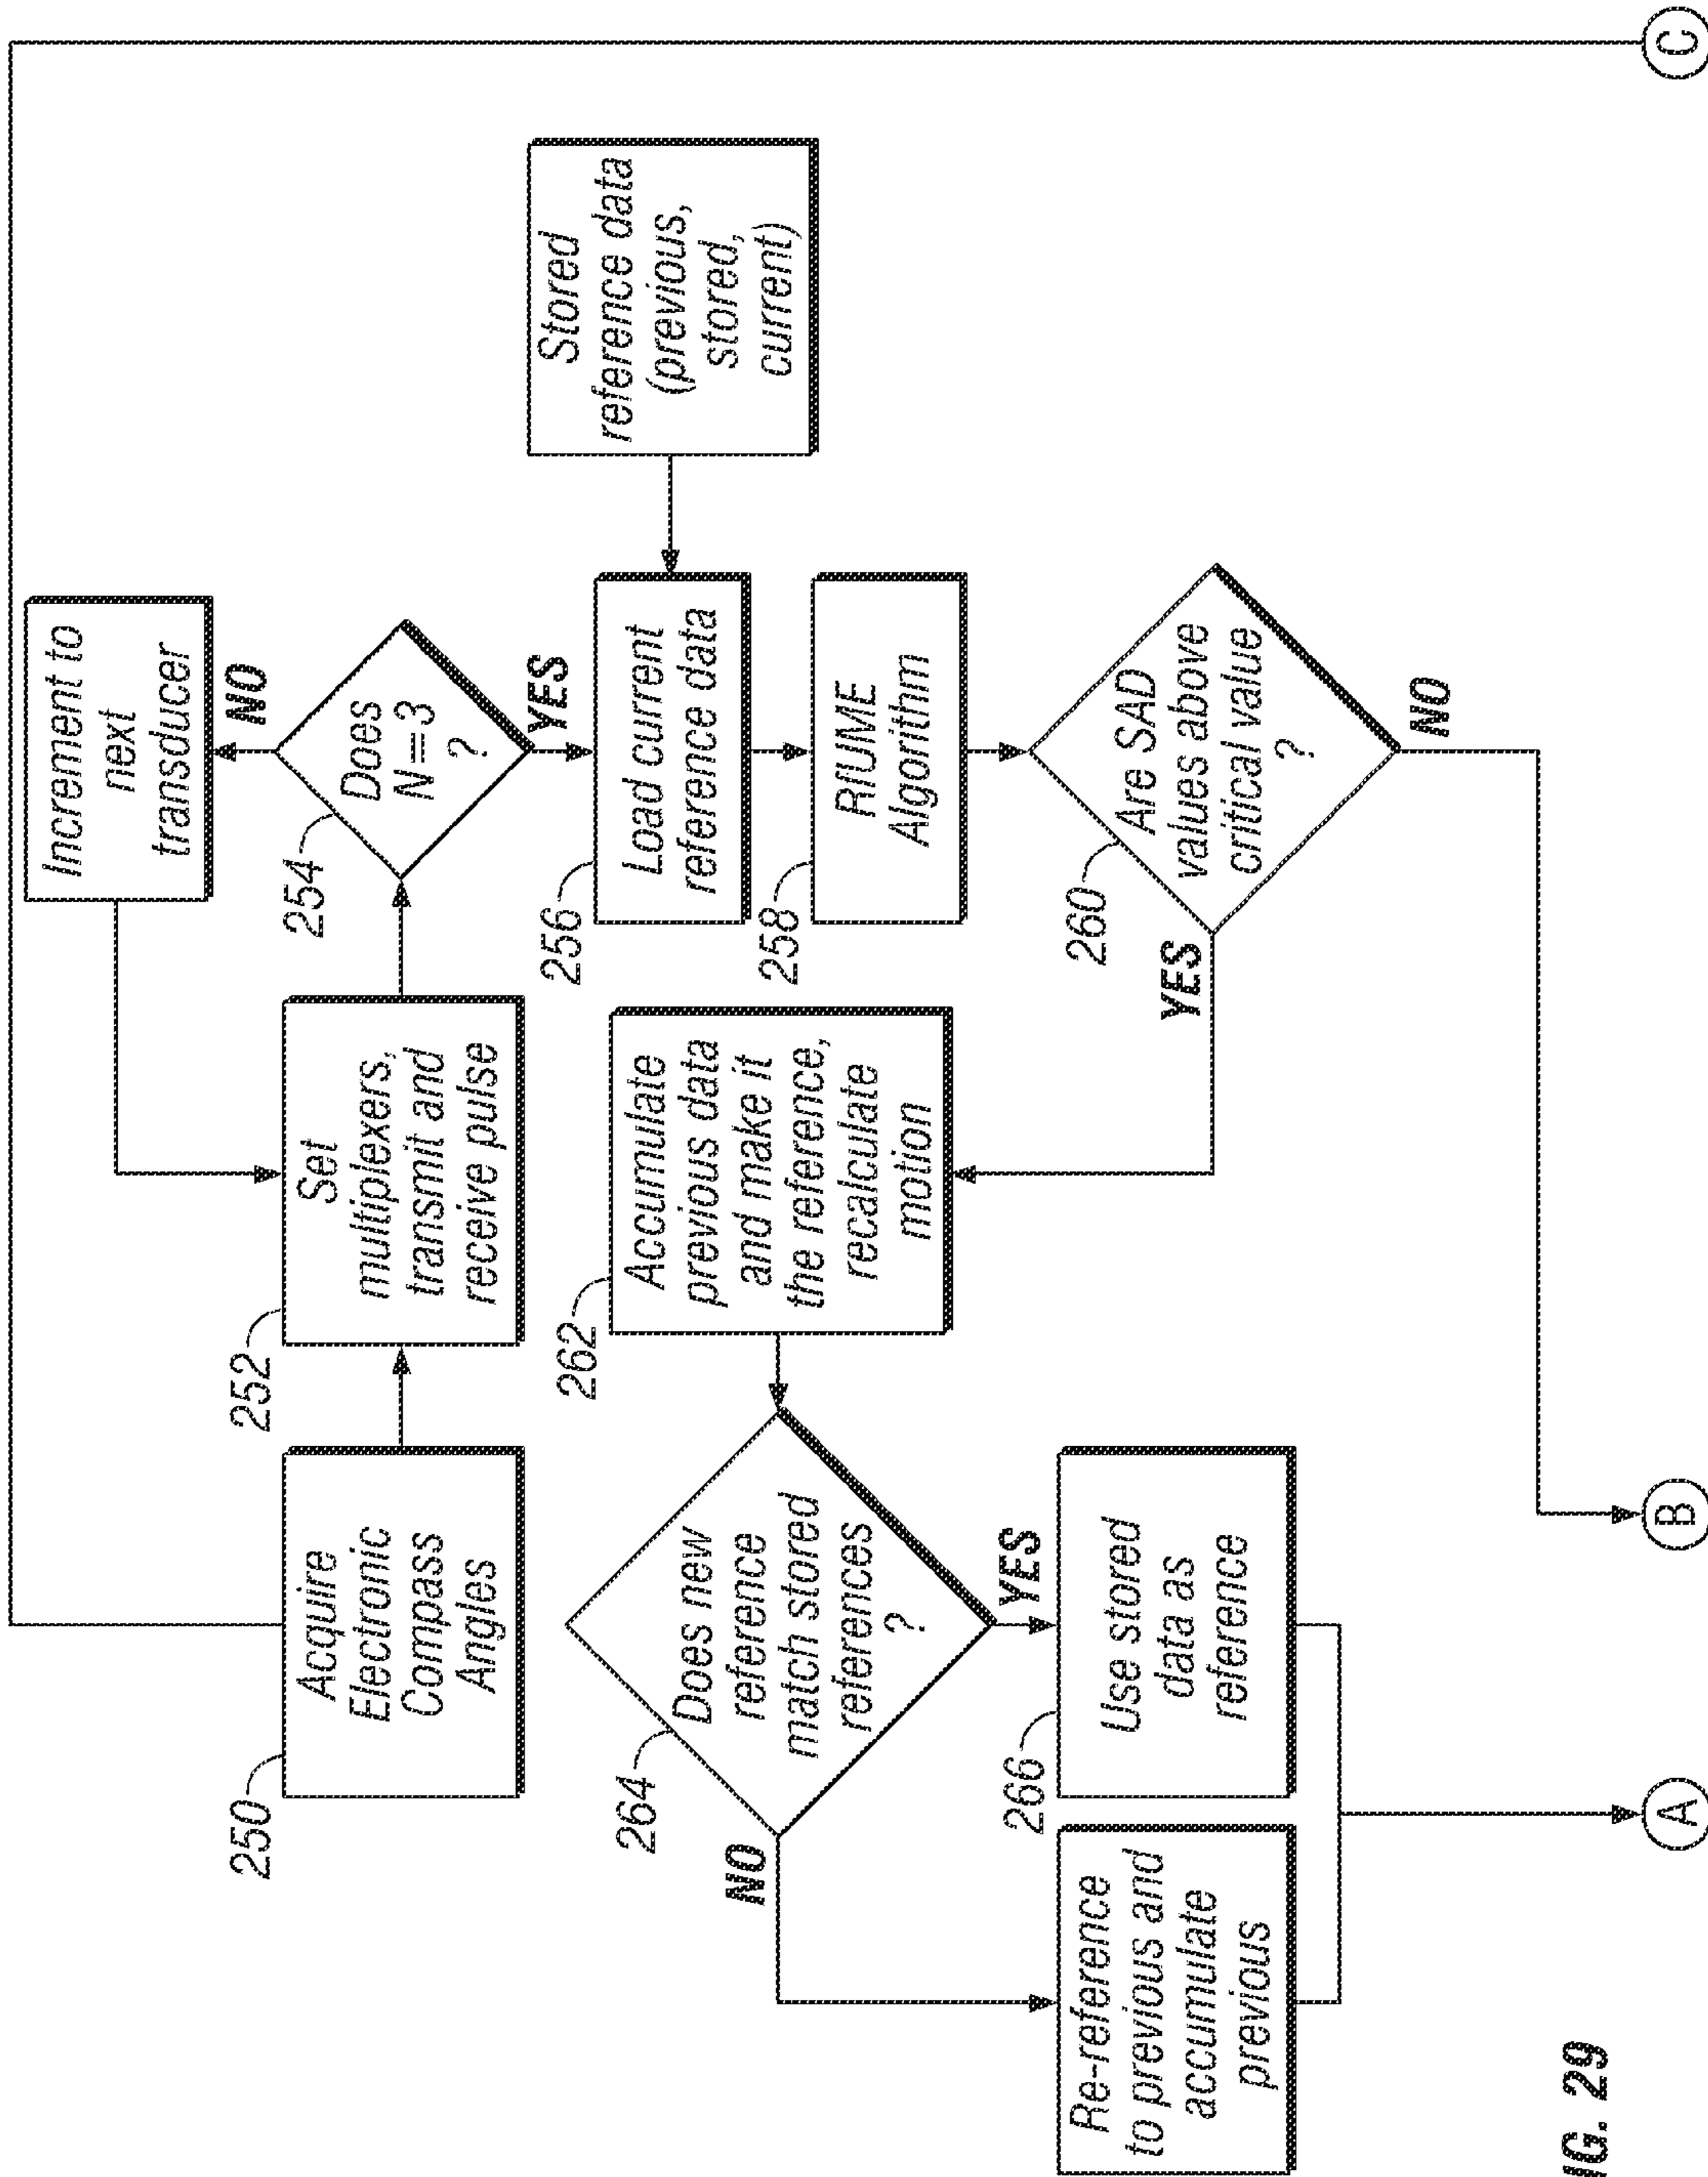 250
Acquire
Electronic
Compass
Angles
252
Set
multiplexers,
transmit and
receive pulse
254
Does
N==3
?
NO
Increment to
next
transducer
YES
256
Load current
reference data
Stored
reference data
(previous,
stored,
current)
258
RIUME
Algorithm
260
Are SAD
values above
critical value
?
YES
NO
262
Accumulate
previous data
and make it
the reference,
recalculate
motion
264
Does new
reference
match stored
references
?
NO
YES
Re-reference
to previous and
accumulate
previous
266
Use stored
data as
reference
A
B
C
IG. 29